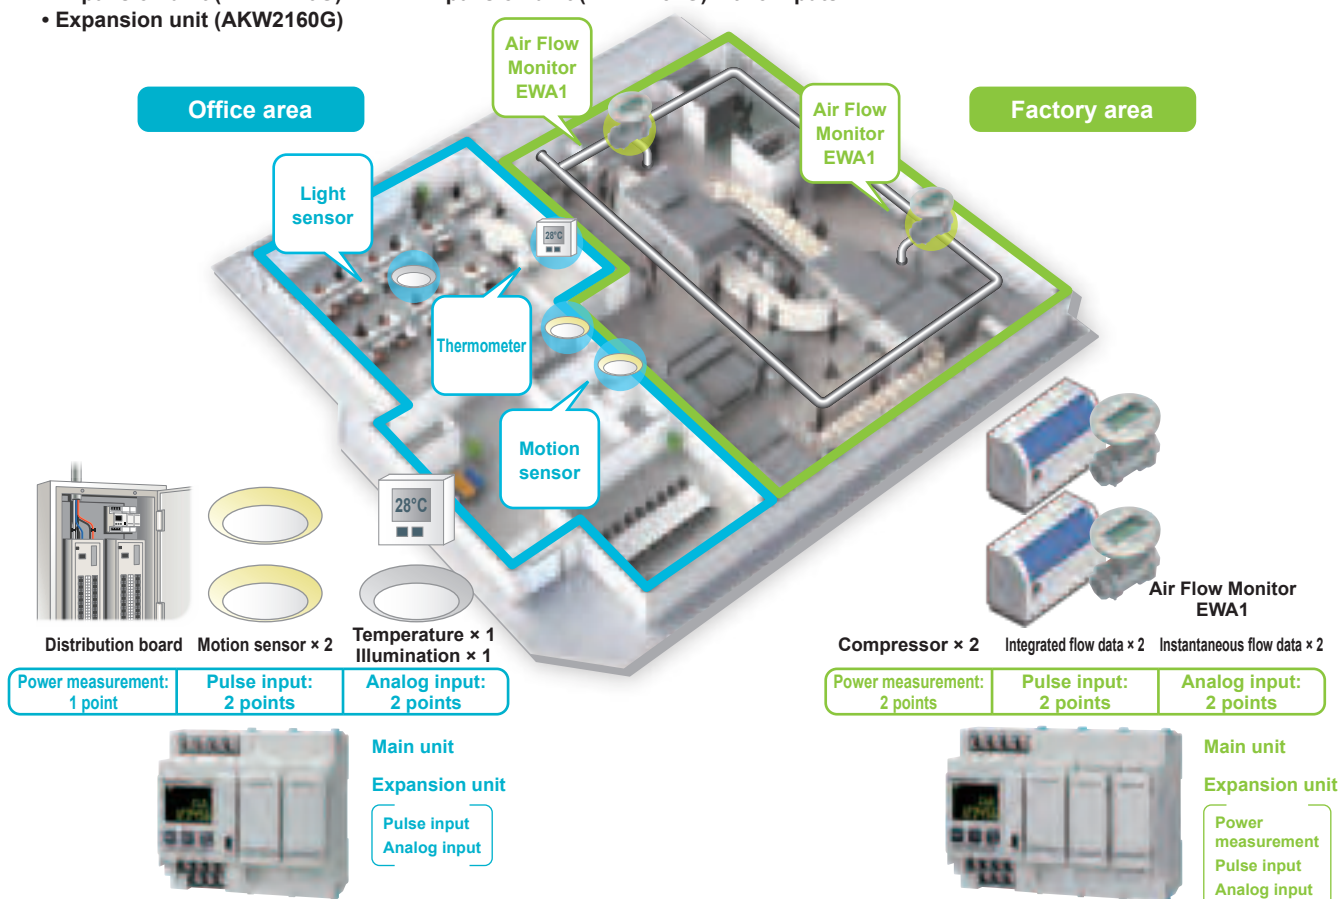 • Expansion unit (AKW2160G)
Air Flow
Monitor
EWA1
Office area
Air Flow
Monitor
EWA1
Factory area
Light
sensor
28°C
Thermometer
Motion
sensor
28°C
Air Flow Monitor
EWA1
Distribution board
Motion sensor × 2
Temperature × 1
Illumination × 1
Compressor × 2
Integrated flow data × 2
Instantaneous flow data × 2
Power measurement:
1 point
Pulse input:
2 points
Analog input:
2 points
Power measurement:
2 points
Pulse input:
2 points
Analog input:
2 points
Main unit
Expansion unit
Pulse input
Analog input
Main unit
Expansion unit
Power
measurement
Pulse input
Analog input